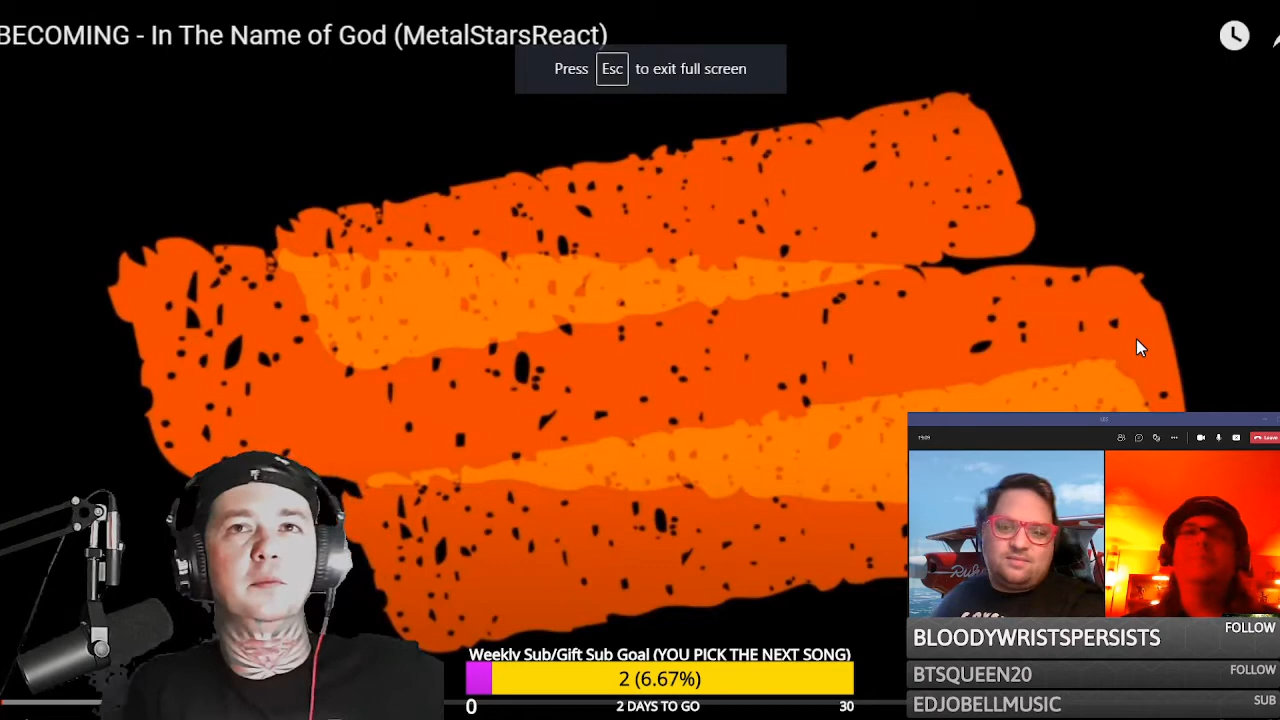 BECOMING - In The Name of God (MetalStarsReact)
Press Esc to exit full screen
Weekly Sub/Gift Sub Goal (YOU PICK THE NEXT SONG)
2 (6.67%)
0 2 DAYS TO GO 30
Leave
BLOODYWRISTSPERSISTS FOLLOW
BTSQUEEN20 FOLLOW
EDJOBELLMUSIC SUB